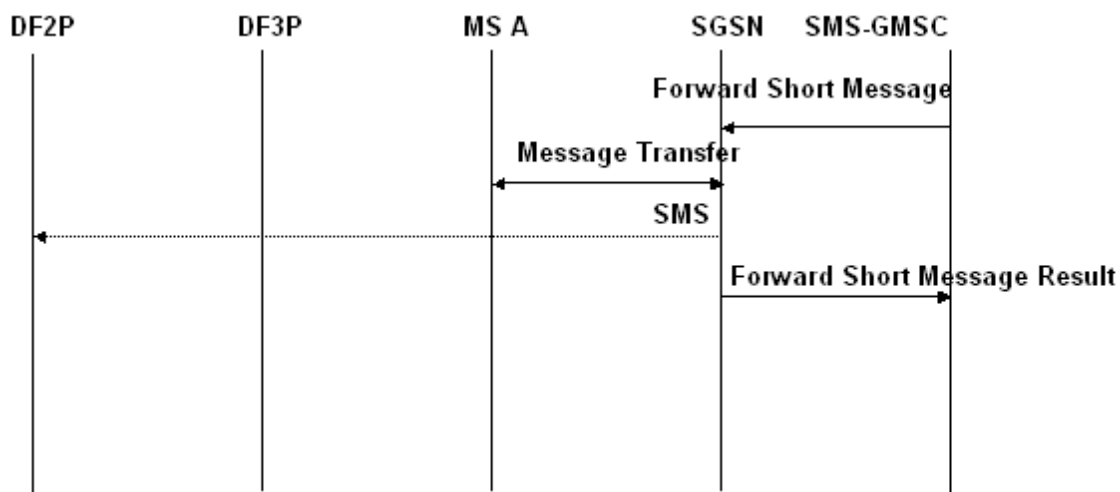 DF2P DF3P MS A SGSN SMS-GMSC
Forward Short Message
Message Transfer
SMS
Forward Short Message Result